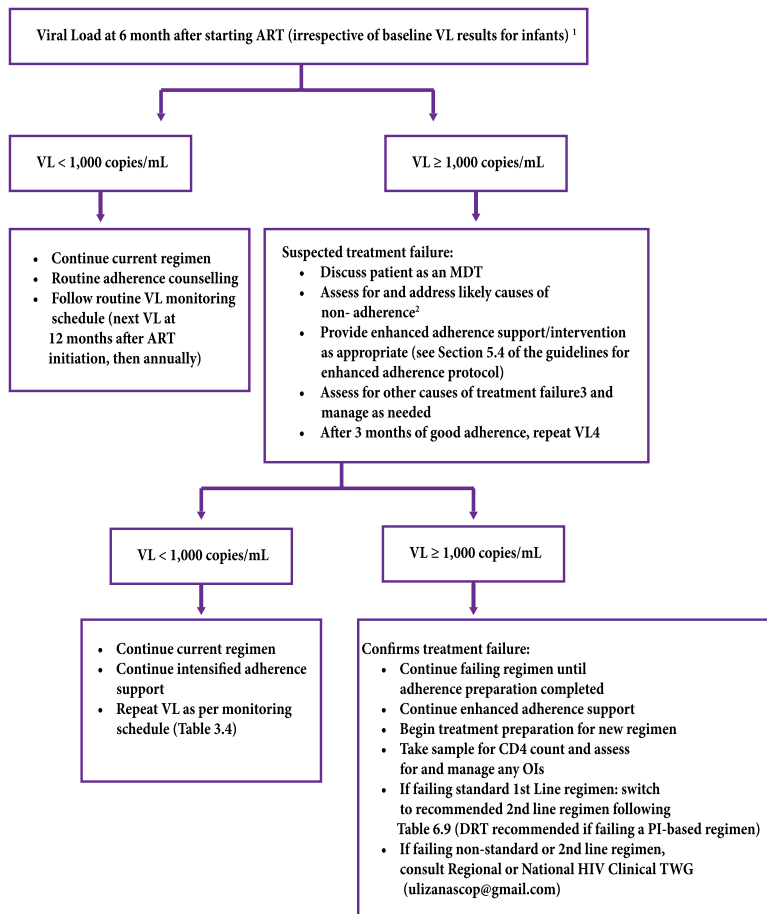 Viral Load at 6 month after starting ART (irrespective of baseline VL results for infants) ¹
VL < 1,000 copies/mL
VL ≥ 1,000 copies/mL
• Continue current regimen
• Routine adherence counselling
• Follow routine VL monitoring
schedule (next VL at
12 months after ART
initiation, then annually)
Suspected treatment failure:
• Discuss patient as an MDT
• Assess for and address likely causes of
non- adherence²
• Provide enhanced adherence support/intervention
as appropriate (see Section 5.4 of the guidelines for
enhanced adherence protocol)
• Assess for other causes of treatment failure3 and
manage as needed
• After 3 months of good adherence, repeat VL4
VL < 1,000 copies/mL
VL ≥ 1,000 copies/mL
• Continue current regimen
• Continue intensified adherence
support
• Repeat VL as per monitoring
schedule (Table 3.4)
Confirms treatment failure:
• Continue failing regimen until
adherence preparation completed
• Continue enhanced adherence support
• Begin treatment preparation for new regimen
• Take sample for CD4 count and assess
for and manage any OIs
• If failing standard 1st Line regimen: switch
to recommended 2nd line regimen following
Table 6.9 (DRT recommended if failing a PI-based regimen)
• If failing non-standard or 2nd line regimen,
consult Regional or National HIV Clinical TWG
(ulizanascop@gmail.com)